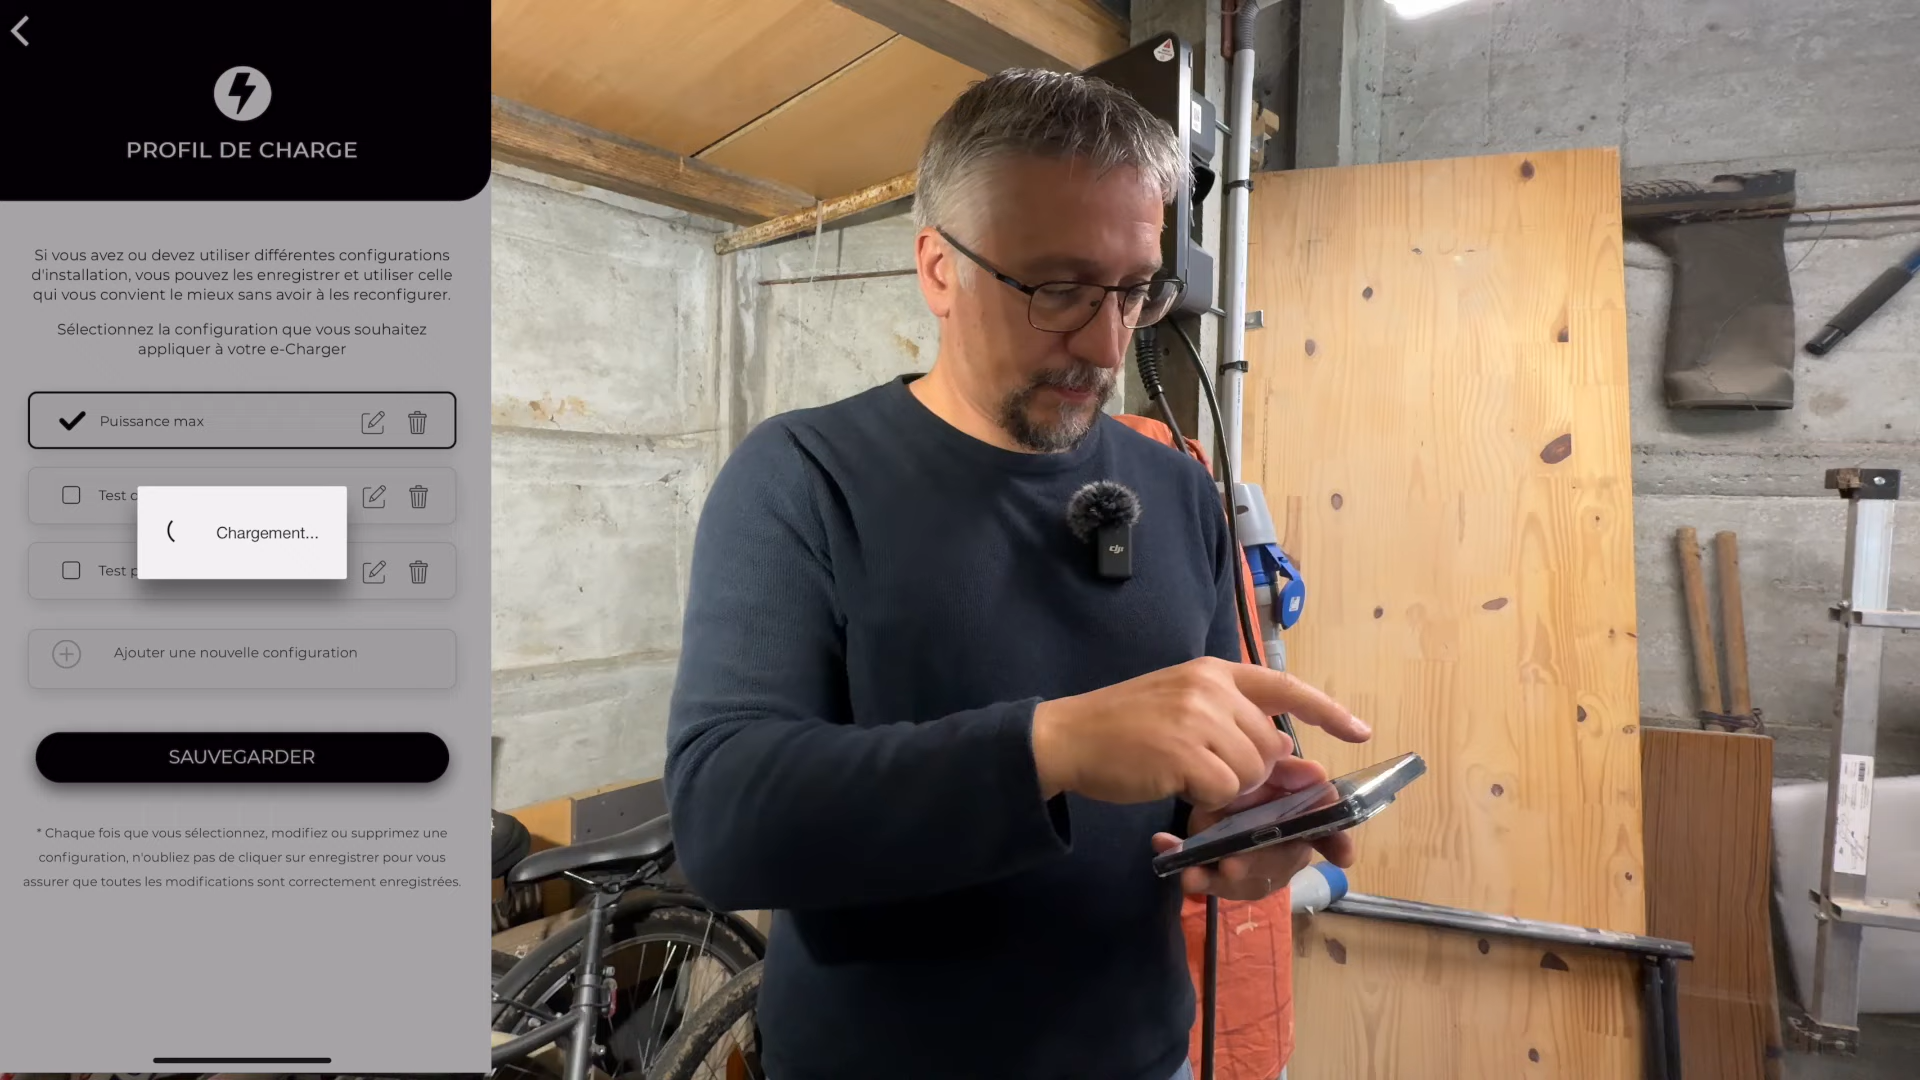 PROFIL DE CHARGE
Si vous avez ou devez utiliser différentes configurations
d'installation, vous pouvez les enregistrer et utiliser celle
qui vous convient le mieux sans avoir à les reconfigurer.
Sélectionnez la configuration que vous souhaitez
appliquer à votre e-Charger
Puissance max
Test
Chargement...
Test
Ajouter une nouvelle configuration
SAUVEGARDER
* Chaque fois que vous sélectionnez, modifiez ou supprimez une
configuration, n'oubliez pas de cliquer sur enregistrer pour vous
assurer que toutes les modifications sont correctement enregistrées.
dji